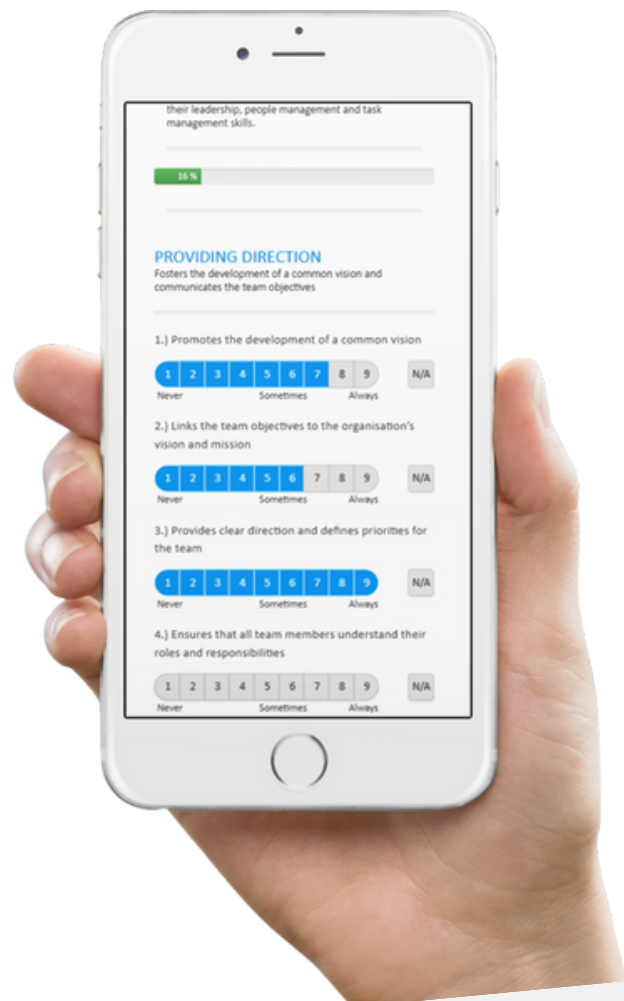 their leadership, people management and task
management skills.
16 %
PROVIDING DIRECTION
Fosters the development of a common vision and
communicates the team objectives
1.) Promotes the development of a common vision
1 2 3 4 5 6 7 8 9 N/A
Never Sometimes Always
2.) Links the team objectives to the organisation's
vision and mission
1 2 3 4 5 6 7 8 9 N/A
Never Sometimes Always
3.) Provides clear direction and defines priorities for
the team
1 2 3 4 5 6 7 8 9 N/A
Never Sometimes Always
4.) Ensures that all team members understand their
roles and responsibilities
1 2 3 4 5 6 7 8 9 N/A
Never Sometimes Always